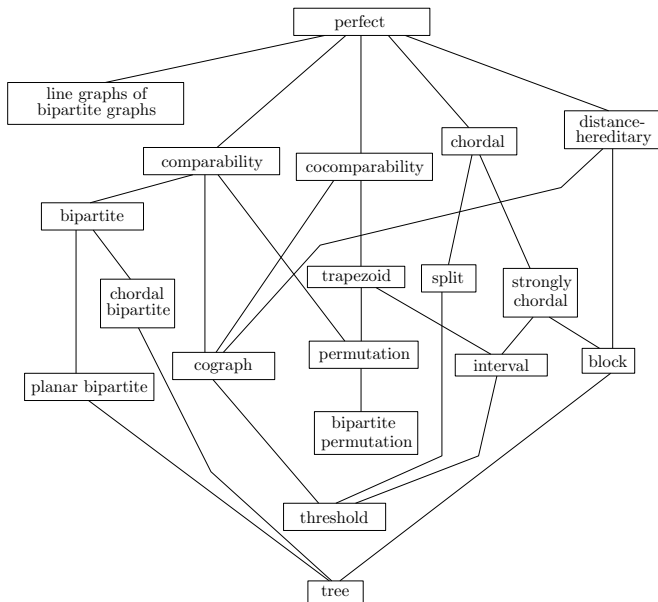 perfect
line graphs of
bipartite graphs
distance-
hereditary
chordal
comparability
cocomparability
bipartite
trapezoid
split
strongly
chordal
chordal
bipartite
permutation
cograph
interval
block
planar bipartite
bipartite
permutation
threshold
tree